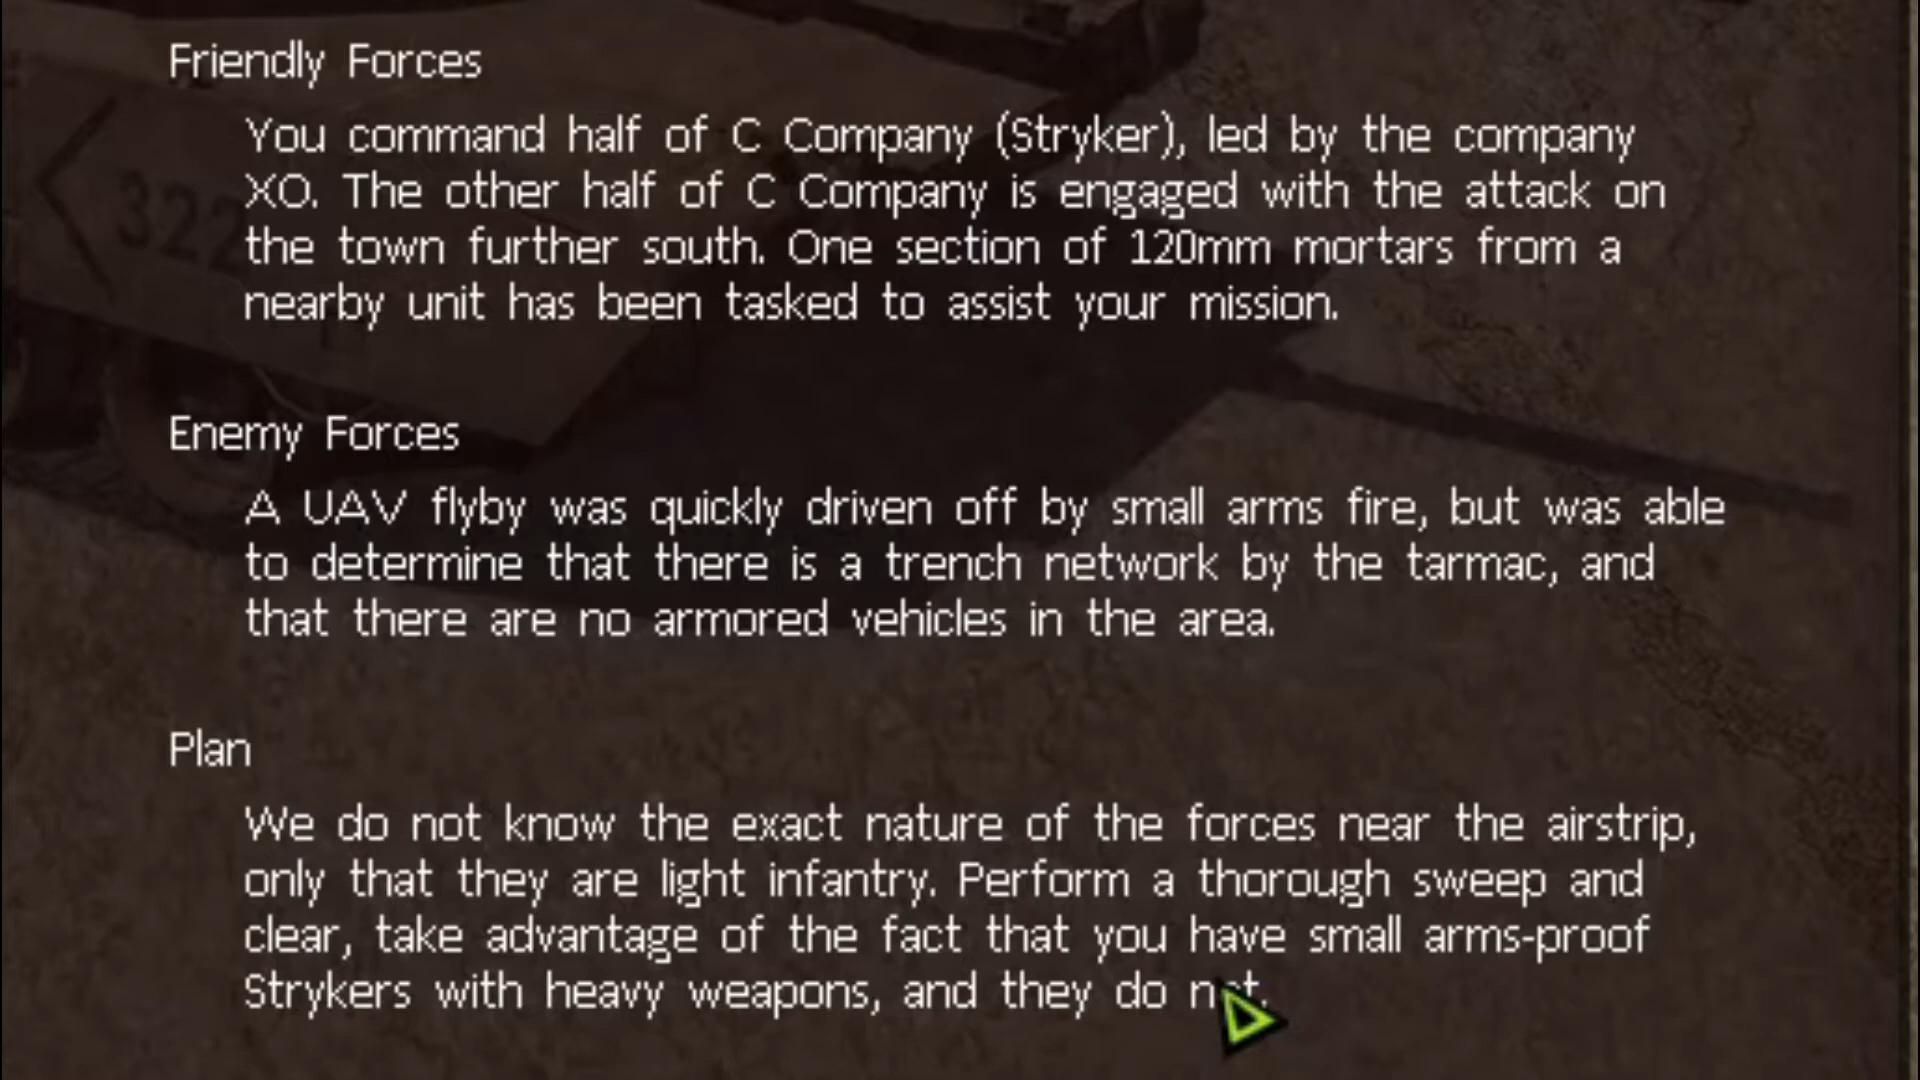 Friendly Forces
You command half of C Company (Stryker), led by the company
XO. The other half of C Company is engaged with the attack on
the town further south. One section of 120mm mortars from a
nearby unit has been tasked to assist your mission.
Enemy Forces
A UAV flyby was quickly driven off by small arms fire, but was able
to determine that there is a trench network by the tarmac, and
that there are no armored vehicles in the area.
Plan
We do not know the exact nature of the forces near the airstrip,
only that they are light infantry. Perform a thorough sweep and
clear, take advantage of the fact that you have small arms-proof
Strykers with heavy weapons, and they do not.
322